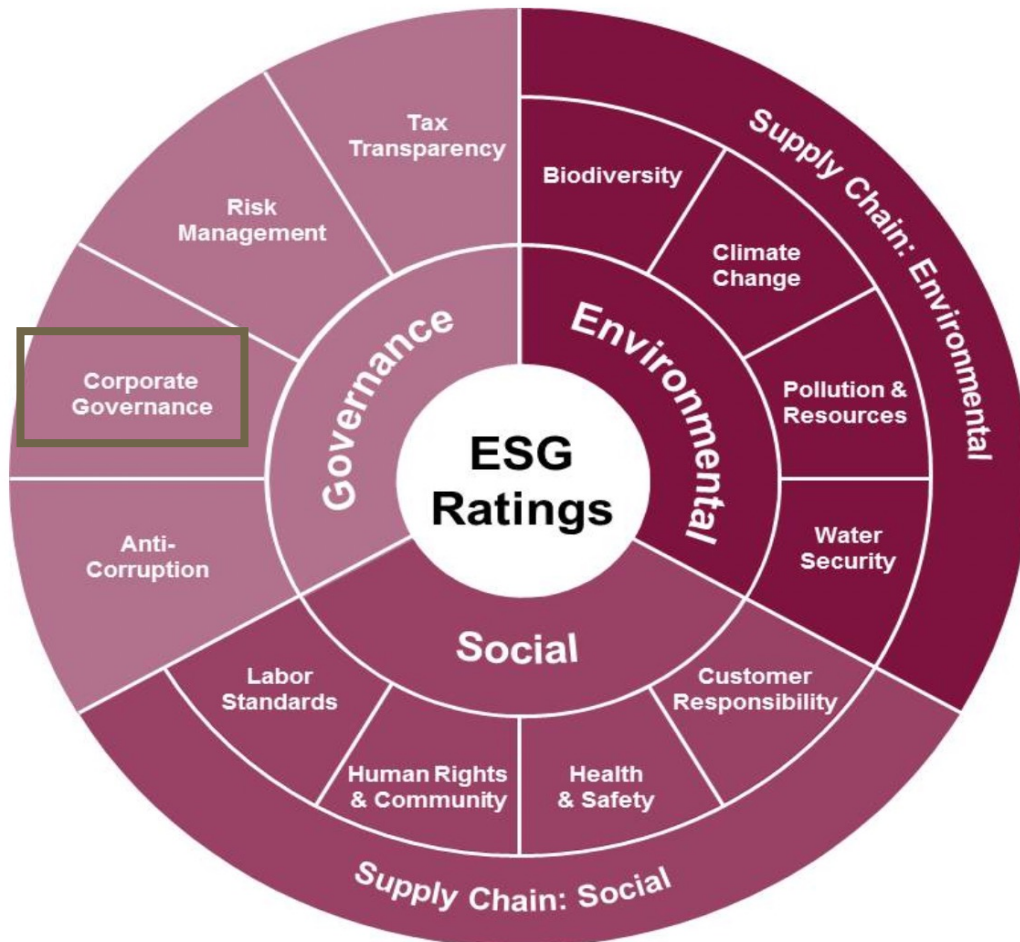 Tax
Transparency
Risk
Management
Corporate
Governance
Anti-
Corruption
Governance
Supply Chain: Environmental
Biodiversity
Climate
Change
Pollution &
Resources
Water
Security
Environmental
ESG
Ratings
Social
Labor
Standards
Human Rights
& Community
Health
& Safety
Customer
Responsibility
Supply Chain: Social